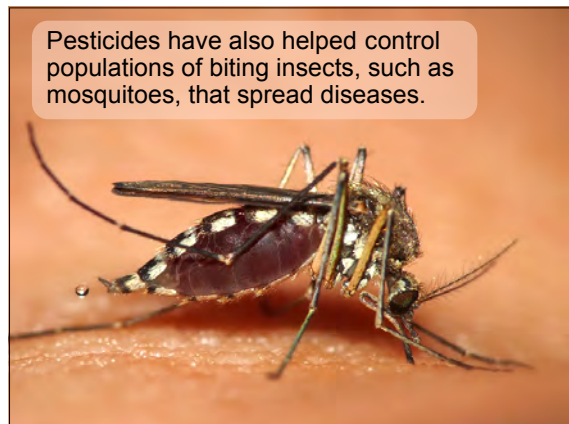 Pesticides have also helped control
populations of biting insects, such as
mosquitoes, that spread diseases.